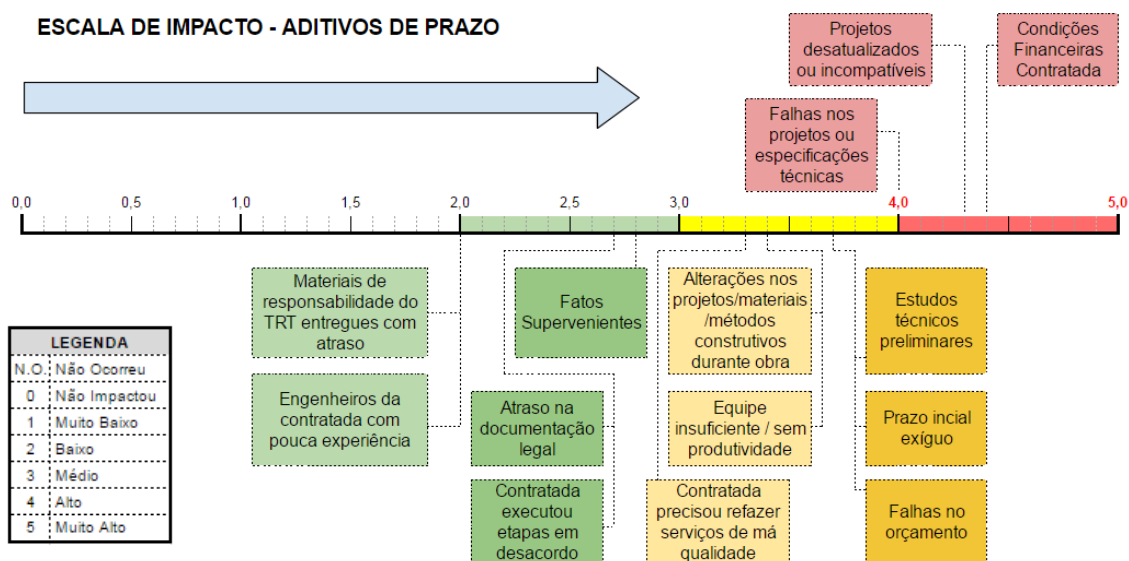 ESCALA DE IMPACTO - ADITIVOS DE PRAZO
Projetos
desatualizados
ou incompatíveis
Condições
Financeiras
Contratada
Falhas nos
projetos ou
especificações
técnicas
0,0
0,5
1,0
1,5
2,0
2,5
3,0
3,5
4,0
5,0
Materiais de
responsabilidade do
TRT entregues com
atraso
Fatos
Supervenientes
Alterações nos
projetos/materiais
/métodos
construtivos
durante obra
Estudos
técnicos
preliminares
Engenheiros da
contratada com
pouca experiência
Atraso na
documentação
legal
Equipe
insuficiente / sem
produtividade
Prazo incial
exíguo
Contratada
executou
etapas em
desacordo
Contratada
precisou refazer
serviços de má
qualidade
Falhas no
orçamento
LEGENDA
N.O. Não Ocorreu
0 Não Impactou
1 Muito Baixo
2 Baixo
3 Médio
4 Alto
5 Muito Alto